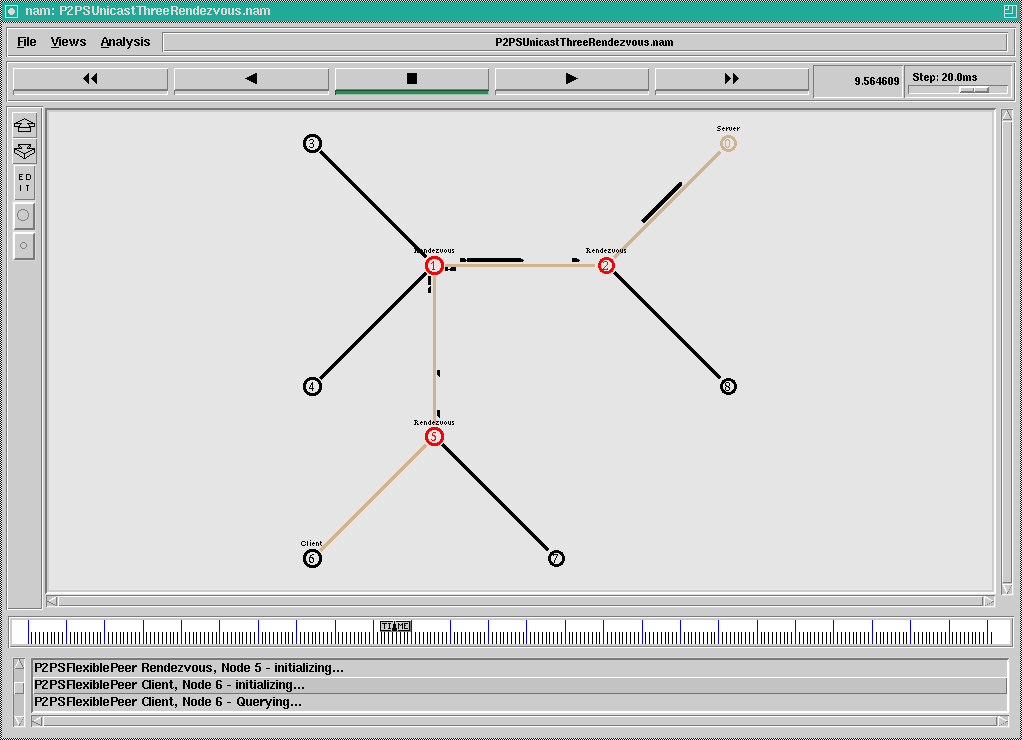 nam: P2PSUnicastThreeRendezvous.nam
File Views Analysis P2PSUnicastThreeRendezvous.nam
9.564609 Step: 20.0ms
ED
IT
Server
3
0
Rendezvous Rendezvous
1
2
4
8
Rendezvous
5
Client
6
7
TIME
P2PSFlexiblePeer Rendezvous, Node 5 - initializing...
P2PSFlexiblePeer Client, Node 6 - initializing...
P2PSFlexiblePeer Client, Node 6 - Querying...